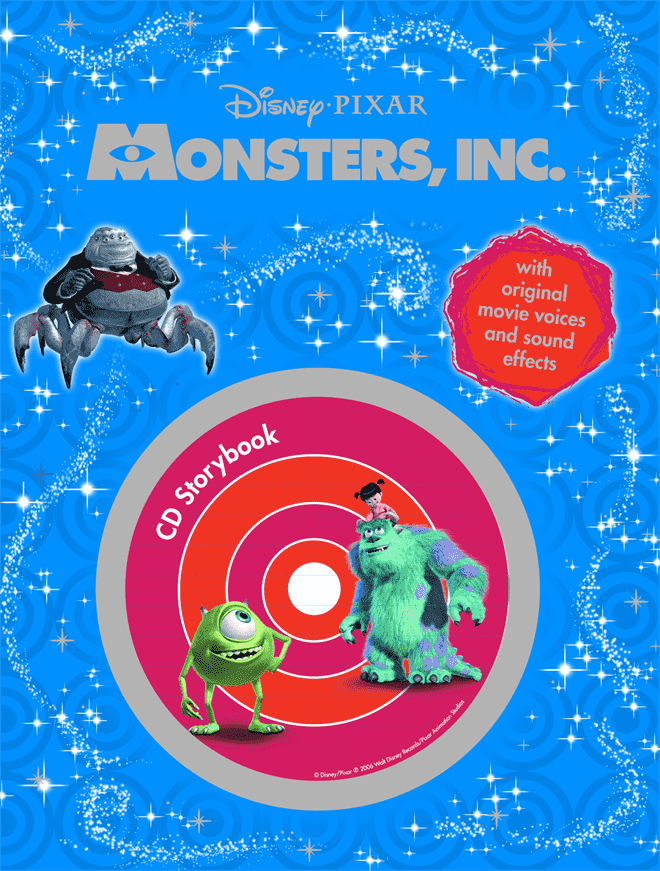 Disney·PIXAR
MONSTERS, INC.
with
original
movie voices
and sound
effects
CD Storybook
© Disney/Pixar ℗ 2006 Walt Disney Records/Pixar Animation Studios